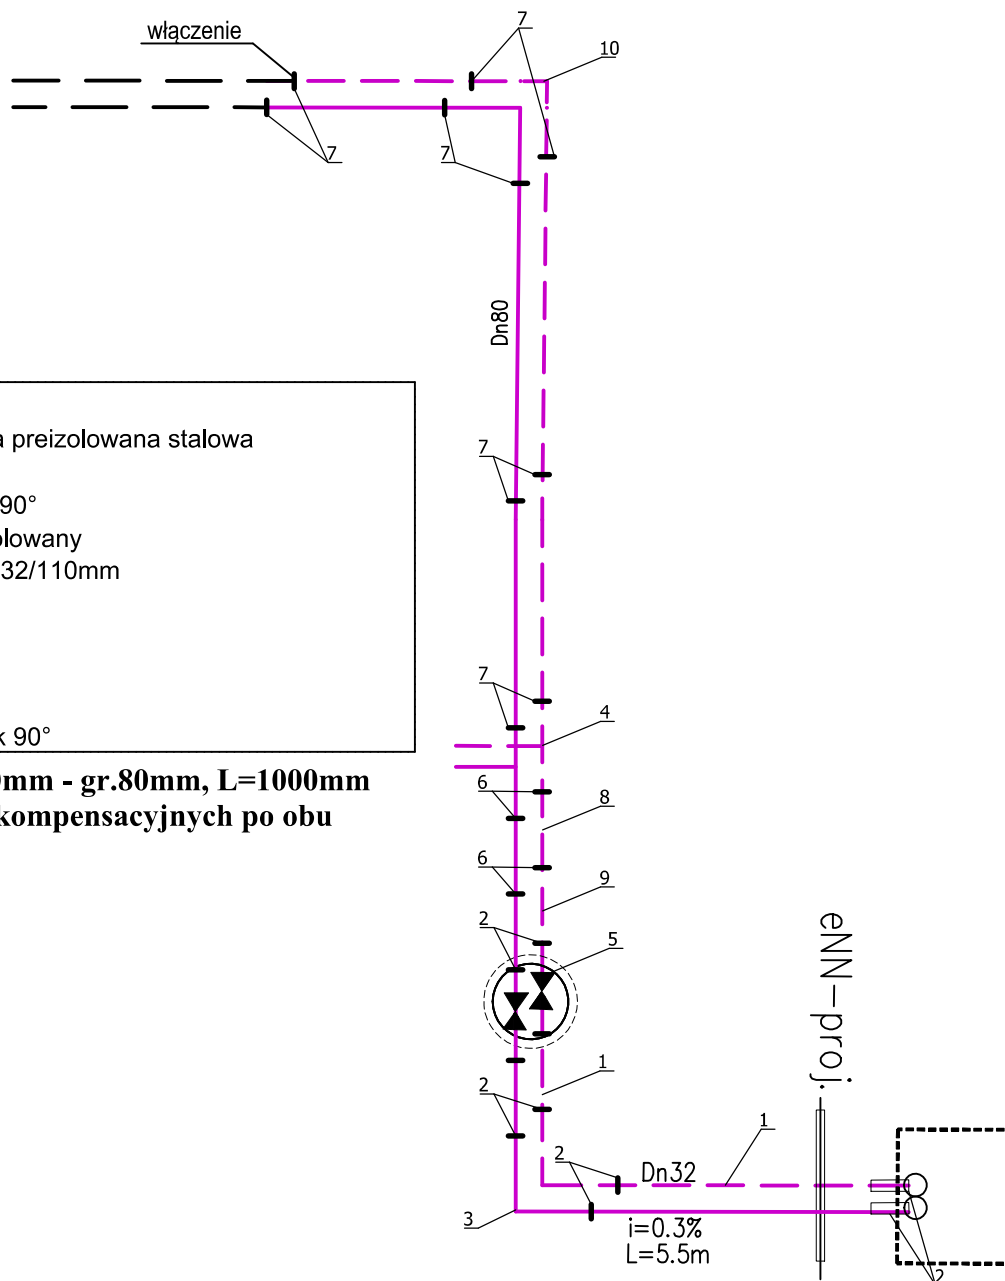 7
włączenie
10
7
7
Dn80
a preizolowana stalowa
7
90°
olowany
32/110mm
7
4
k 90°
0mm - gr.80mm, L=1000mm
6
8
kompensacyjnych po obu
6
9
2
5
eNN-proj.
1
2
1
2
Dn32
3
i=0.3%
L=5.5m
2